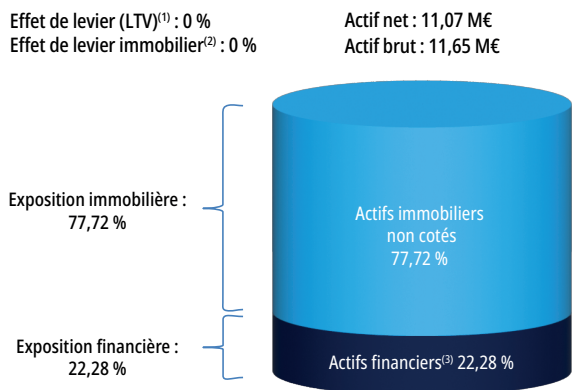 Effet de levier (LTV)⁽¹⁾ : 0 %
Effet de levier immobilier⁽²⁾ : 0 %
Actif net : 11,07 M€
Actif brut : 11,65 M€
Exposition immobilière :
77,72 %
Actifs immobiliers
non cotés
77,72 %
Exposition financière :
22,28 %
Actifs financiers⁽³⁾ 22,28 %